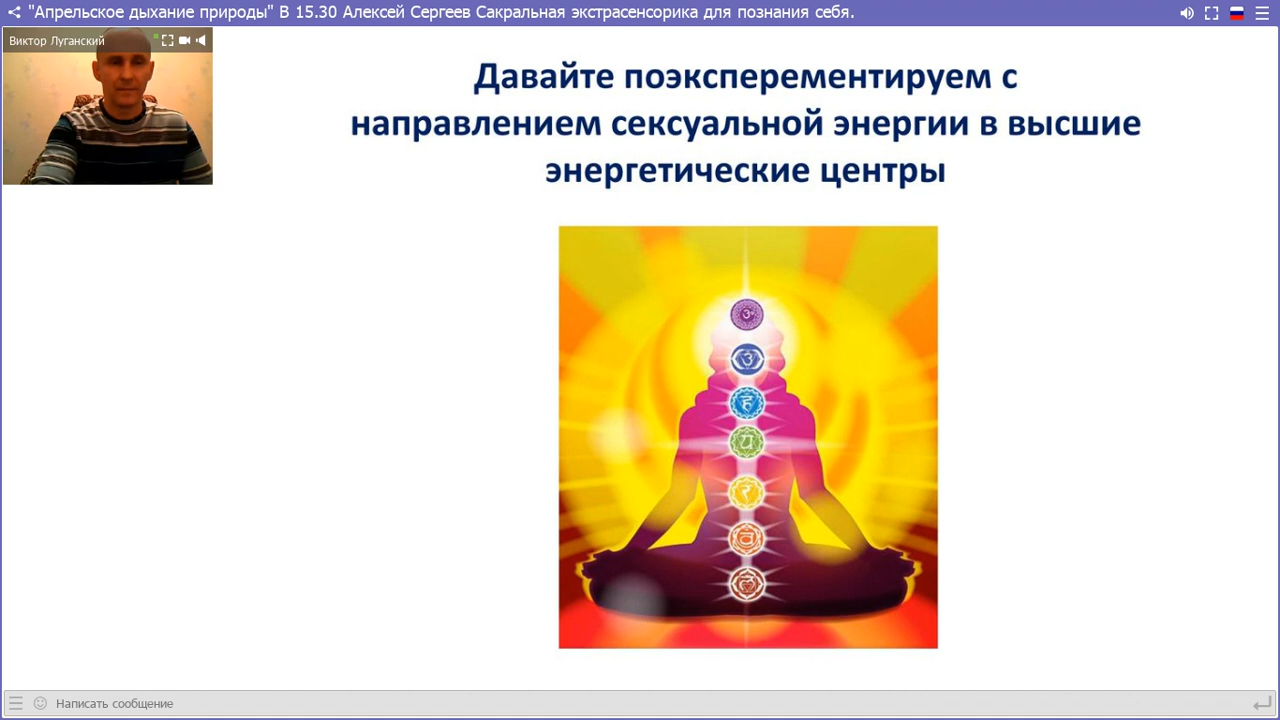 "Апрельское дыхание природы" В 15.30 Алексей Сергеев Сакральная экстрасенсорика для познания себя.
Виктор Луганский
Давайте поэксперементируем с
направлением сексуальной энергии в высшие
энергетические центры
Написать сообщение